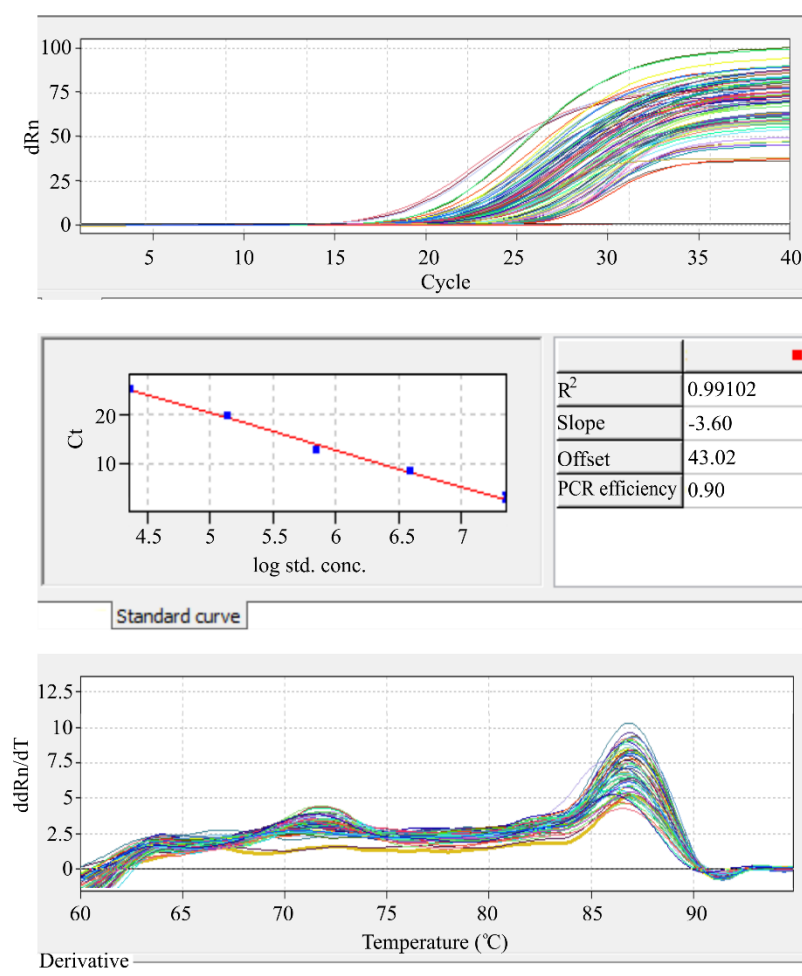 100
75
50
25
0
dRn
5 10 15 20 25 30 35 40
Cycle
20
10
Ct
4.5 5 5.5 6 6.5 7
log std. conc.
R²  0.99102
Slope -3.60
Offset 43.02
PCR efficiency 0.90
Standard curve
12.5
10
7.5
5
2.5
0
ddRn/dT
60 65 70 75 80 85 90
Temperature (℃)
Derivative